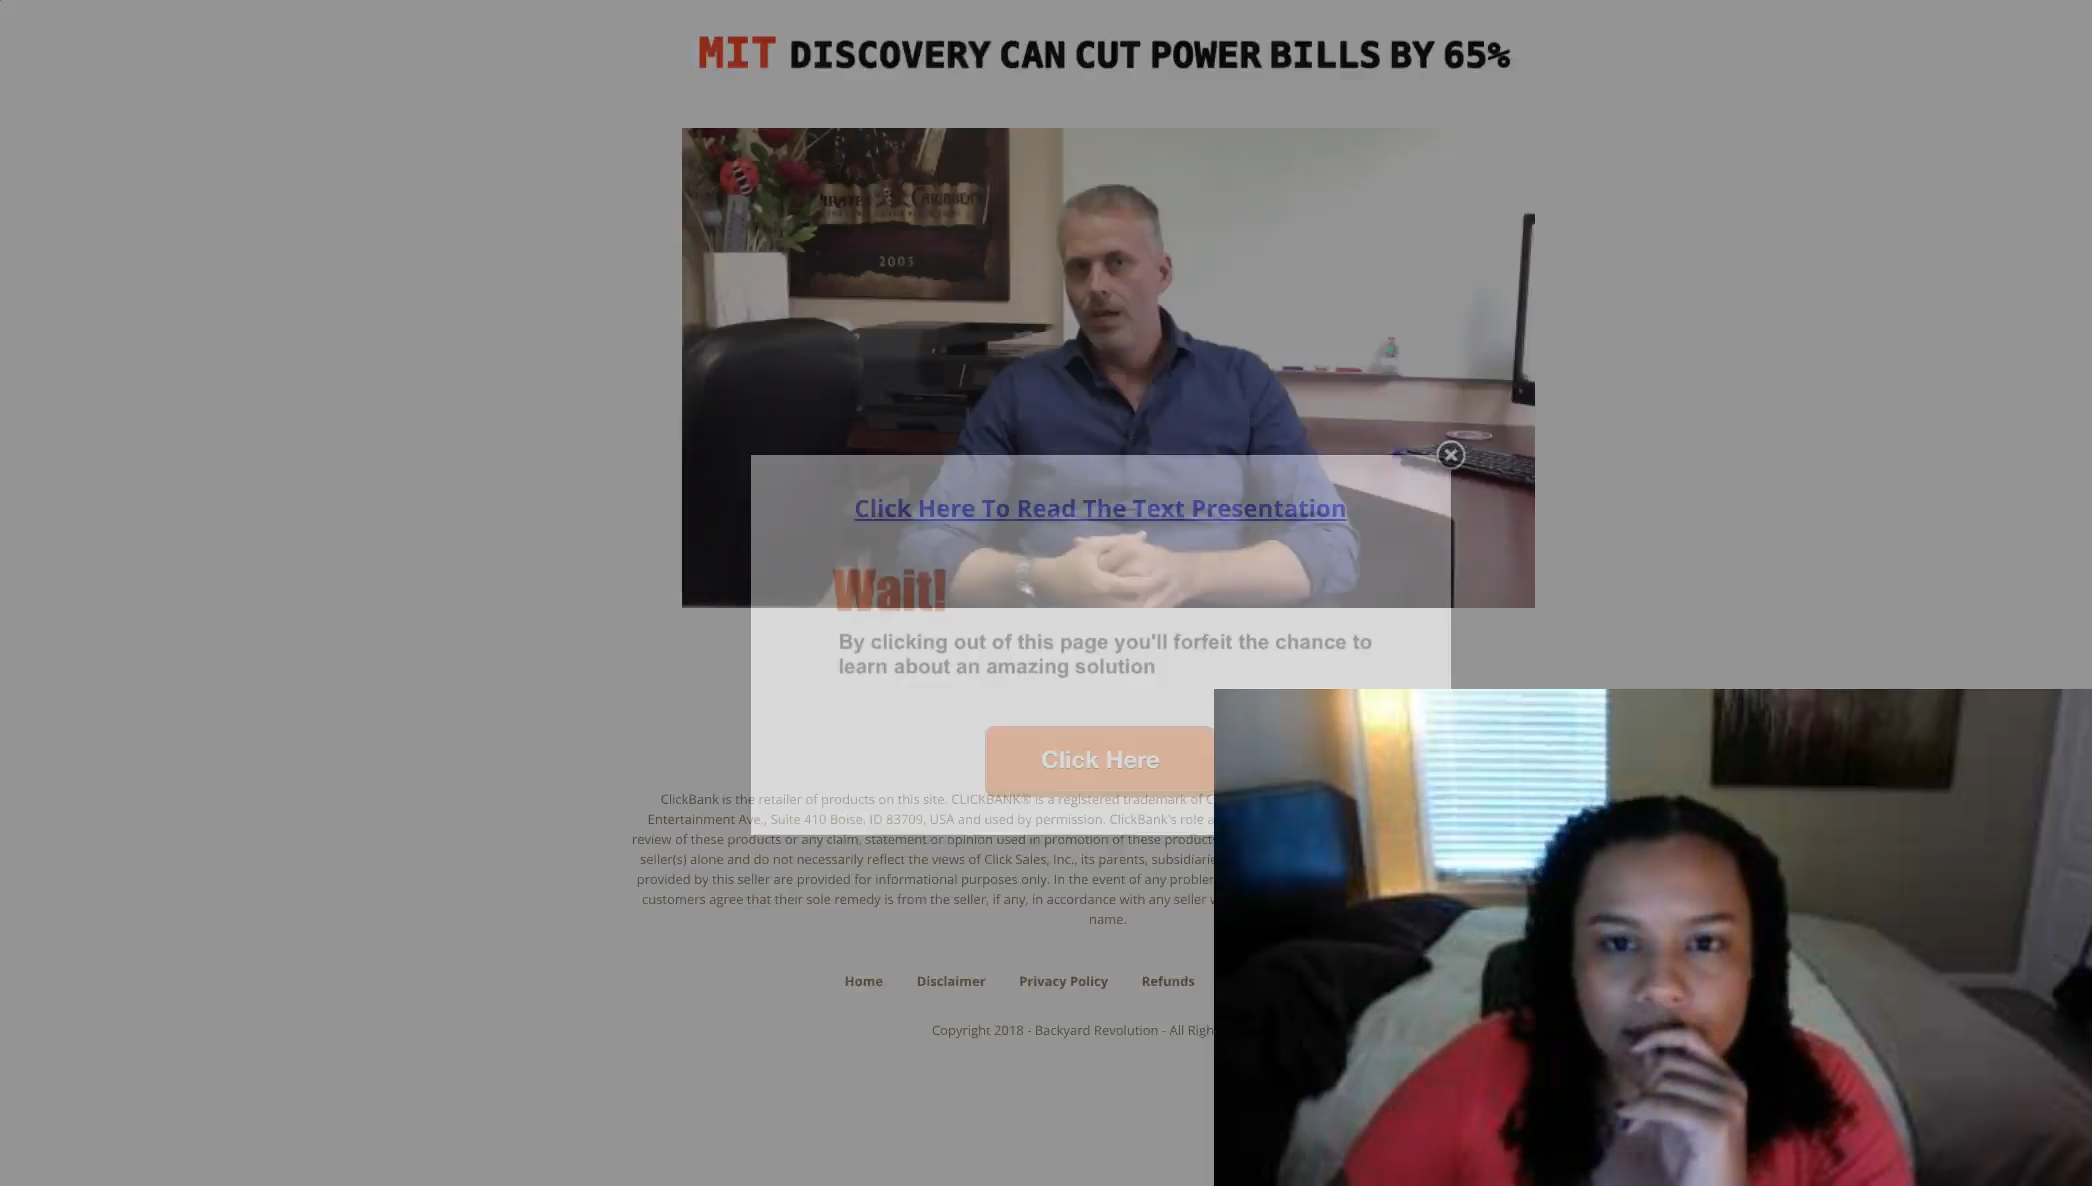 MIT DISCOVERY CAN CUT POWER BILLS BY 65%
2003
Click Here To Read The Text Presentation
Wait!
By clicking out of this page you'll forfeit the chance to
learn about an amazing solution
Click Here
ClickBank is the retailer of products on this site. CLICKBANK® is a registered trademark of
Entertainment Ave., Suite 410 Boise, ID 83709, USA and used by permission. ClickBank's role
review of these products or any claim, statement or opinion used in promotion of these products
seller(s) alone and do not necessarily reflect the views of Click Sales, Inc., its parents,
provided by this seller are provided for informational purposes only. In the event of any
customers agree that their sole remedy is from the seller, if any, in accordance with any seller
name.
Home Disclaimer Privacy Policy Refunds
Copyright 2018 - Backyard Revolution - All